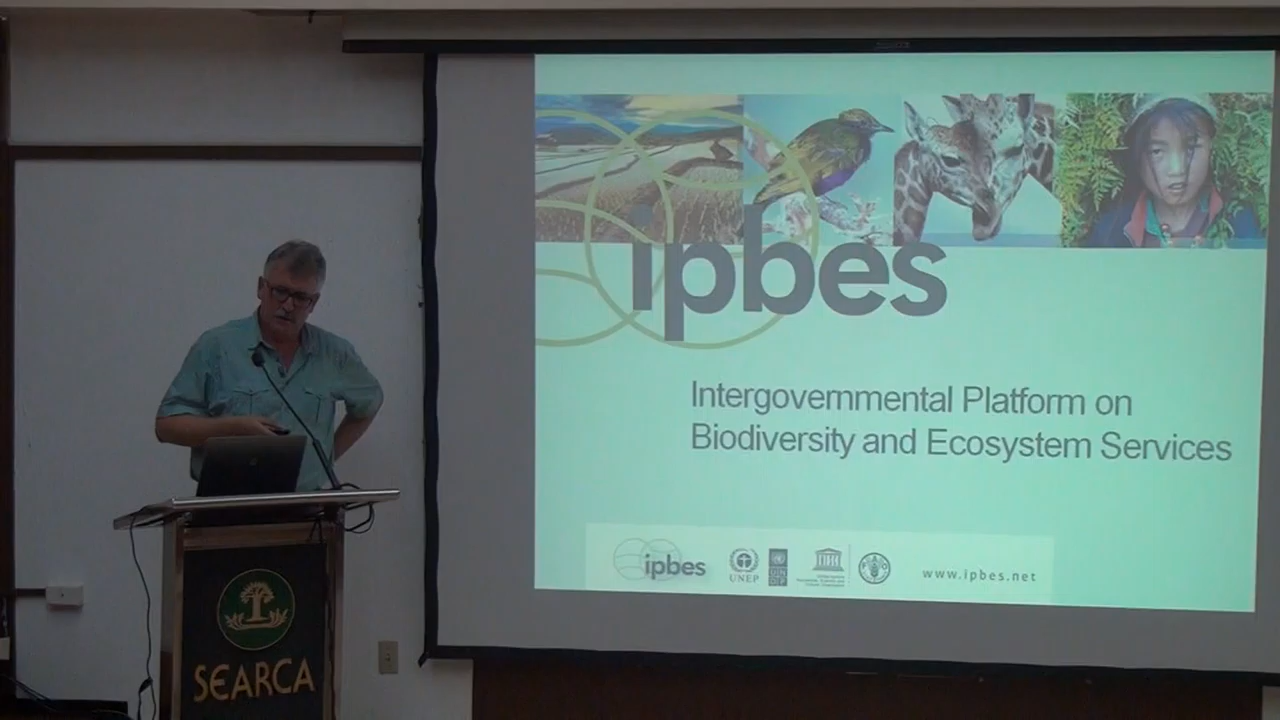 ipbes
Intergovernmental Platform on
Biodiversity and Ecosystem Services
ipbes
UNEP
www.ipbes.net
SEARCA